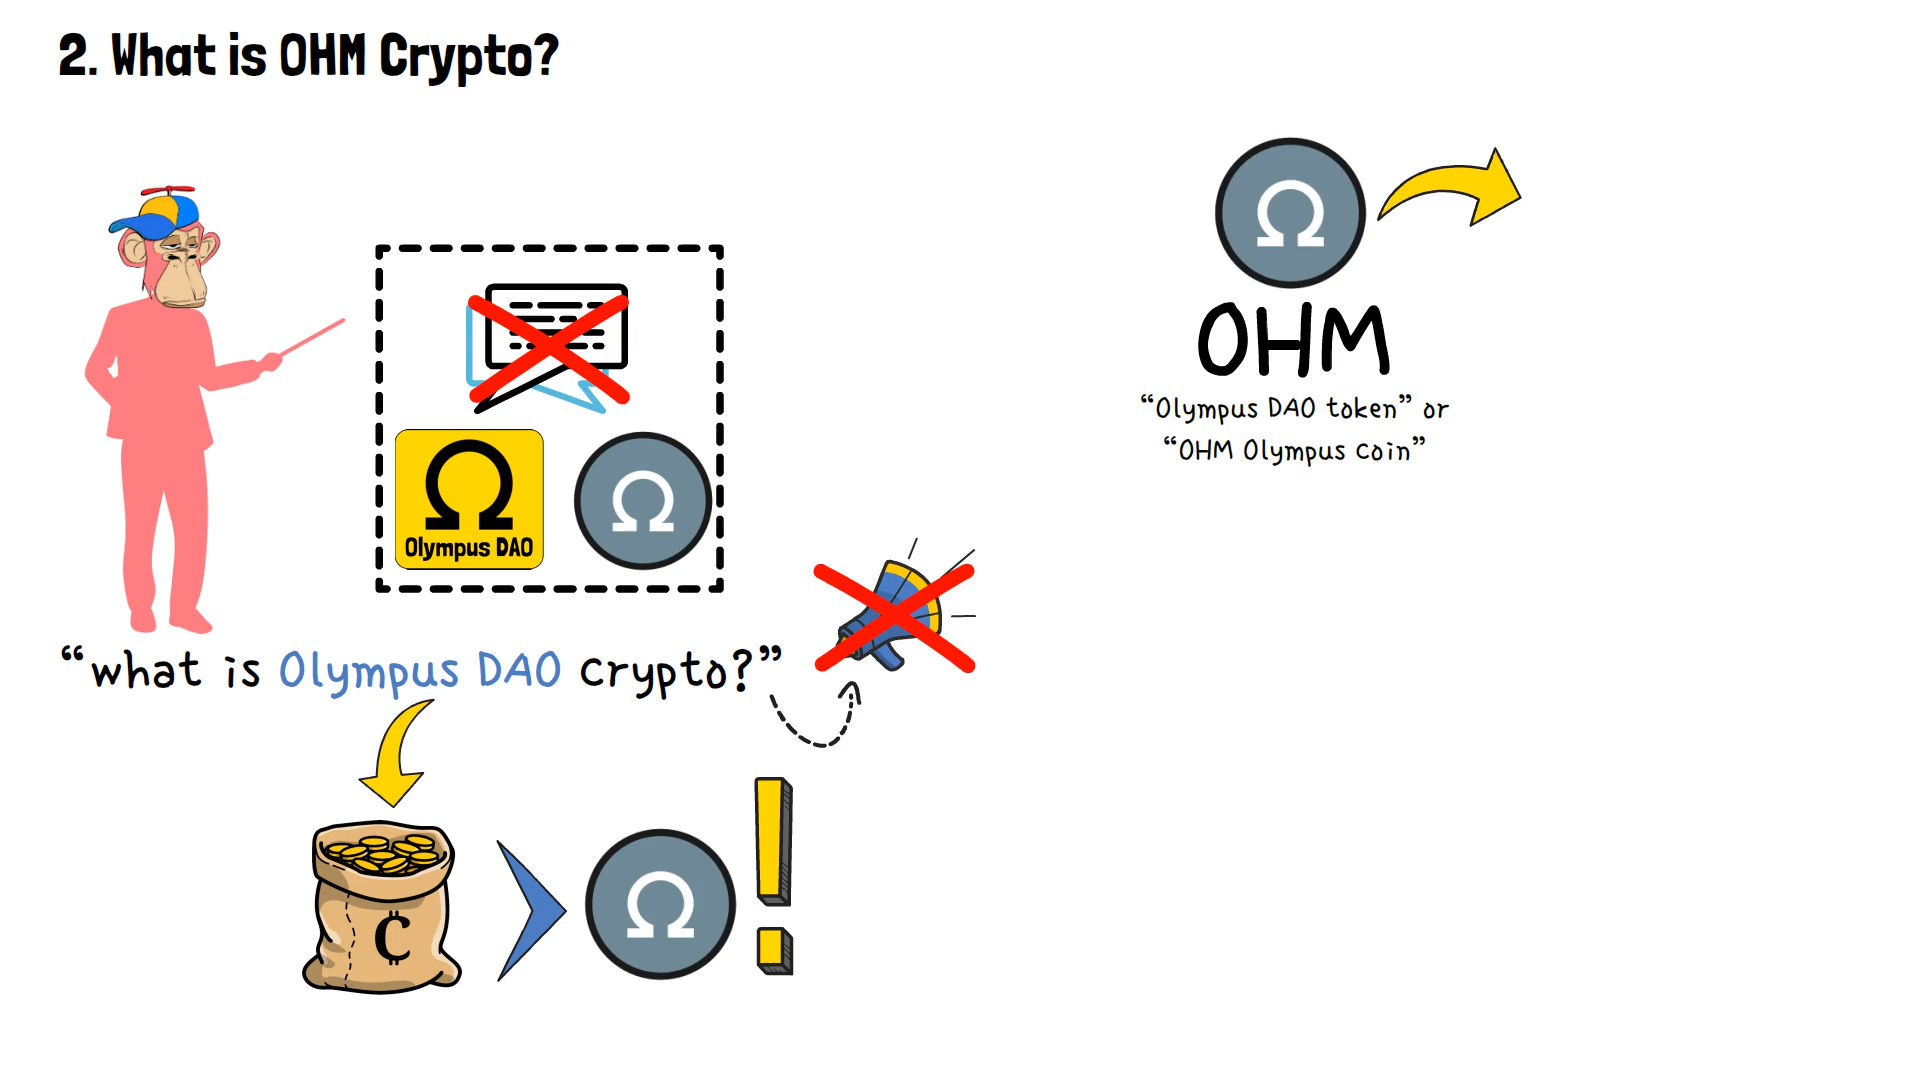 2. What is OHM Crypto?
Olympus DAO
"what is Olympus DAO crypto?"
OHM
"Olympus DAO token" or
"OHM Olympus coin"